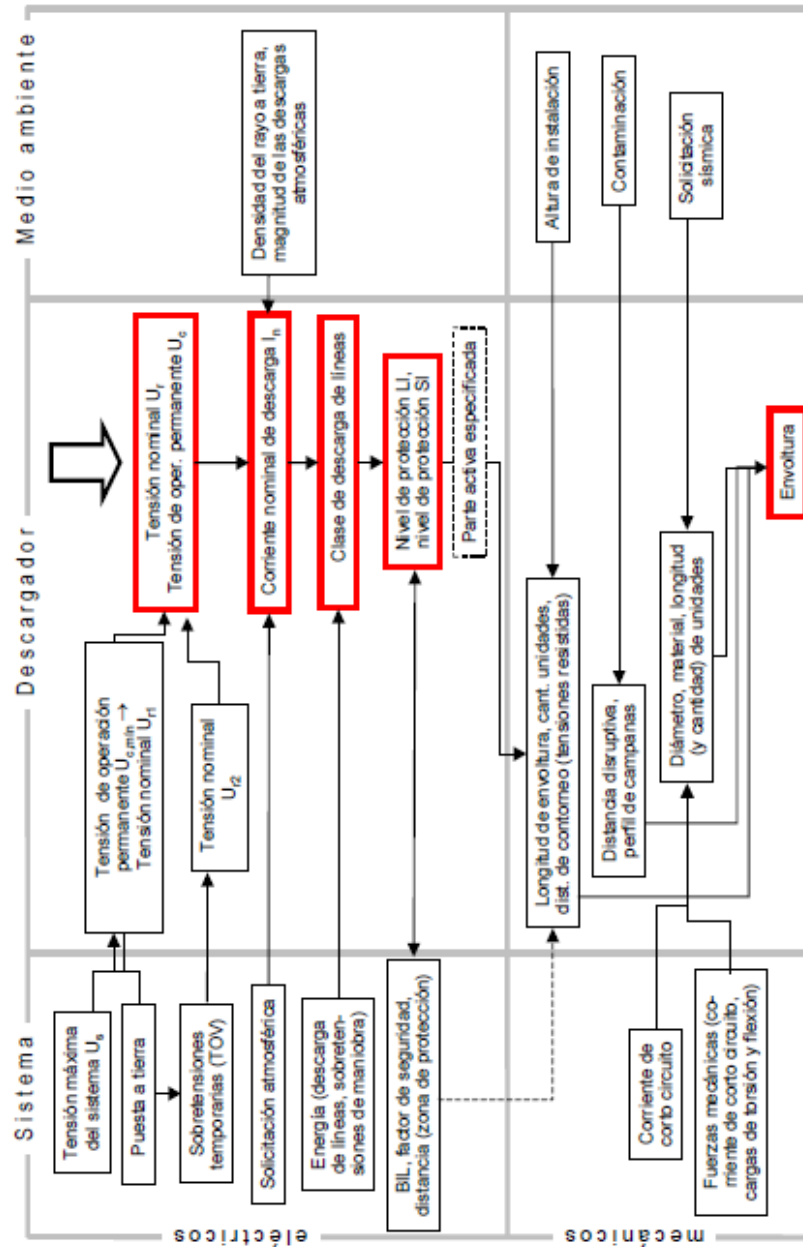 Sistema
Descargador
Medio ambiente
eléctricos
mecánicos
Tensión máxima
del sistema Us
Puesta a tierra
Sobretensiones
temporarias (TOV)
Solicitación atmosférica
Energía (descarga
de líneas, sobreten-
siones de maniobra)
BIL, factor de seguridad,
distancia (zona de protección)
Tensión de operación
permanente Uc,min →
Tensión nominal Ur1
Tensión nominal
Ur2
Tensión nominal Ur
Tensión de oper. permanente Uc
Corriente nominal de descarga In
Clase de descarga de líneas
Nivel de protección LI,
nivel de protección SI
Parte activa especificada
Densidad del rayo a tierra,
magnitud de las descargas
atmosféricas
Corriente de
corto circuito
Fuerzas mecánicas (co-
rriente de corto circuito,
cargas de torsión y flexión)
Longitud de envoltura, cant. unidades,
dist. de contorneo (tensiones resistidas)
Distancia disruptiva,
perfil de campanas
Diámetro, material, longitud
(y cantidad) de unidades
Envoltura
Altura de instalación
Contaminación
Solicitación
sísmica